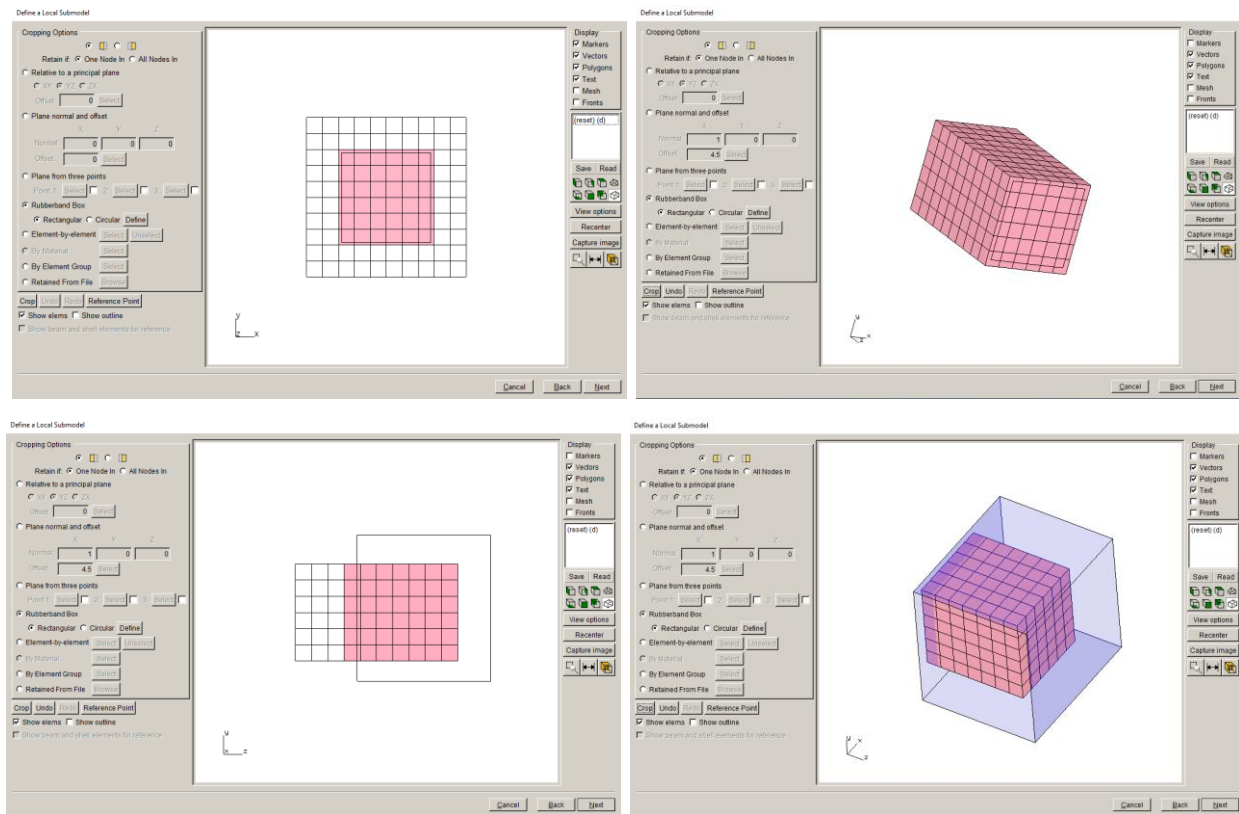 Define a Local Submodel
Cropping Options
Retain if: One Node In All Nodes In
Relative to a principal plane
XY YZ ZX
Offset: 0 Select
Plane normal and offset
X Y Z
Normal: 0 0 0
Offset: 0 Select
Plane from three points
Point 1: Select 2: Select 3: Select
Rubberband Box
Rectangular Circular Define
Element-by-element Select Unselect
By Material Select
By Element Group Select
Retained From File Browse
Crop Undo Redo Reference Point
Show elems Show outline
Show beam and shell elements for reference
y
z x
Display
Markers
Vectors
Polygons
Text
Mesh
Fronts
(reset) (d)
Save Read
View options
Recenter
Capture image
Cancel Back Next
Define a Local Submodel
Cropping Options
Retain if: One Node In All Nodes In
Relative to a principal plane
XY YZ ZX
Offset: 0 Select
Plane normal and offset
X Y Z
Normal: 1 0 0
Offset: 4.5 Select
Plane from three points
Point 1: Select 2: Select 3: Select
Rubberband Box
Rectangular Circular Define
Element-by-element Select Unselect
By Material Select
By Element Group Select
Retained From File Browse
Crop Undo Redo Reference Point
Show elems Show outline
Show beam and shell elements for reference
y
z x
Display
Markers
Vectors
Polygons
Text
Mesh
Fronts
(reset) (d)
Save Read
View options
Recenter
Capture image
Cancel Back Next
Define a Local Submodel
Cropping Options
Retain if: One Node In All Nodes In
Relative to a principal plane
XY YZ ZX
Offset: 0 Select
Plane normal and offset
X Y Z
Normal: 1 0 0
Offset: 4.5 Select
Plane from three points
Point 1: Select 2: Select 3: Select
Rubberband Box
Rectangular Circular Define
Element-by-element Select Unselect
By Material Select
By Element Group Select
Retained From File Browse
Crop Undo Redo Reference Point
Show elems Show outline
Show beam and shell elements for reference
y
x z
Display
Markers
Vectors
Polygons
Text
Mesh
Fronts
(reset) (d)
Save Read
View options
Recenter
Capture image
Cancel Back Next
Define a Local Submodel
Cropping Options
Retain if: One Node In All Nodes In
Relative to a principal plane
XY YZ ZX
Offset: 0 Select
Plane normal and offset
X Y Z
Normal: 1 0 0
Offset: 4.5 Select
Plane from three points
Point 1: Select 2: Select 3: Select
Rubberband Box
Rectangular Circular Define
Element-by-element Select Unselect
By Material Select
By Element Group Select
Retained From File Browse
Crop Undo Redo Reference Point
Show elems Show outline
Show beam and shell elements for reference
y x
z
Display
Markers
Vectors
Polygons
Text
Mesh
Fronts
(reset) (d)
Save Read
View options
Recenter
Capture image
Cancel Back Next